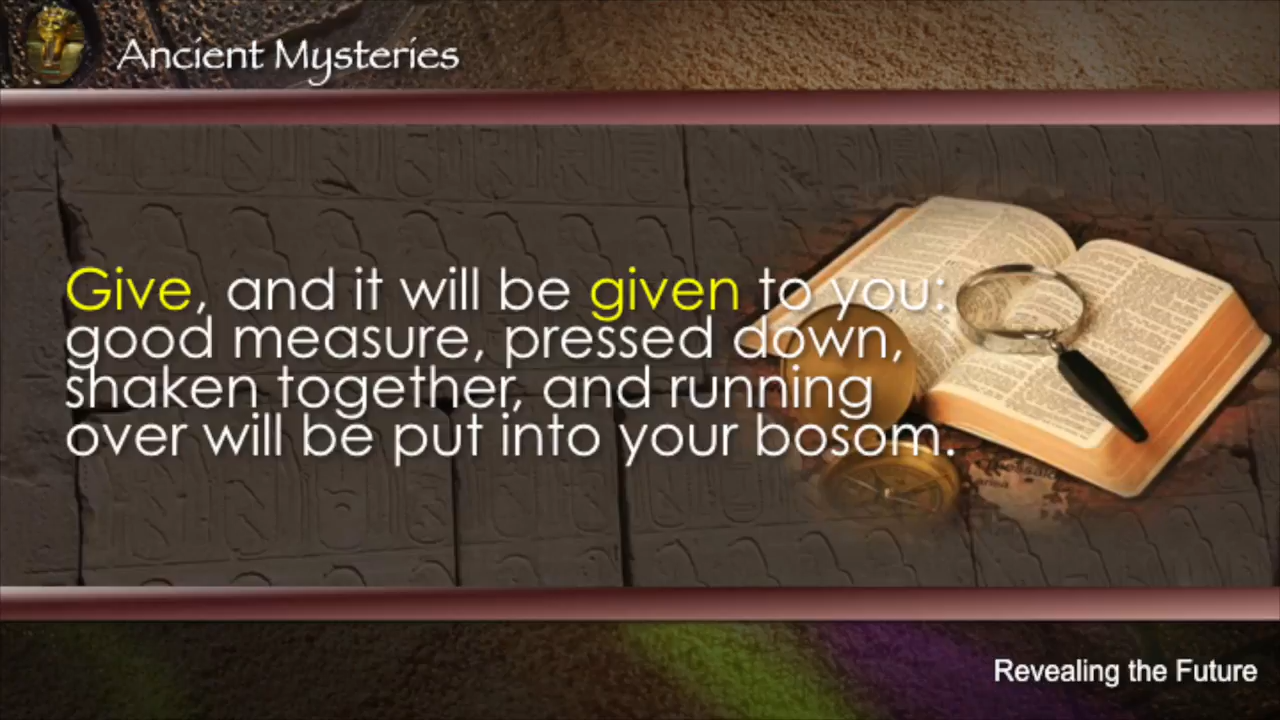 Ancient Mysteries
Give, and it will be given to you:
good measure, pressed down,
shaken together, and running
over will be put into your bosom.
Revealing the Future